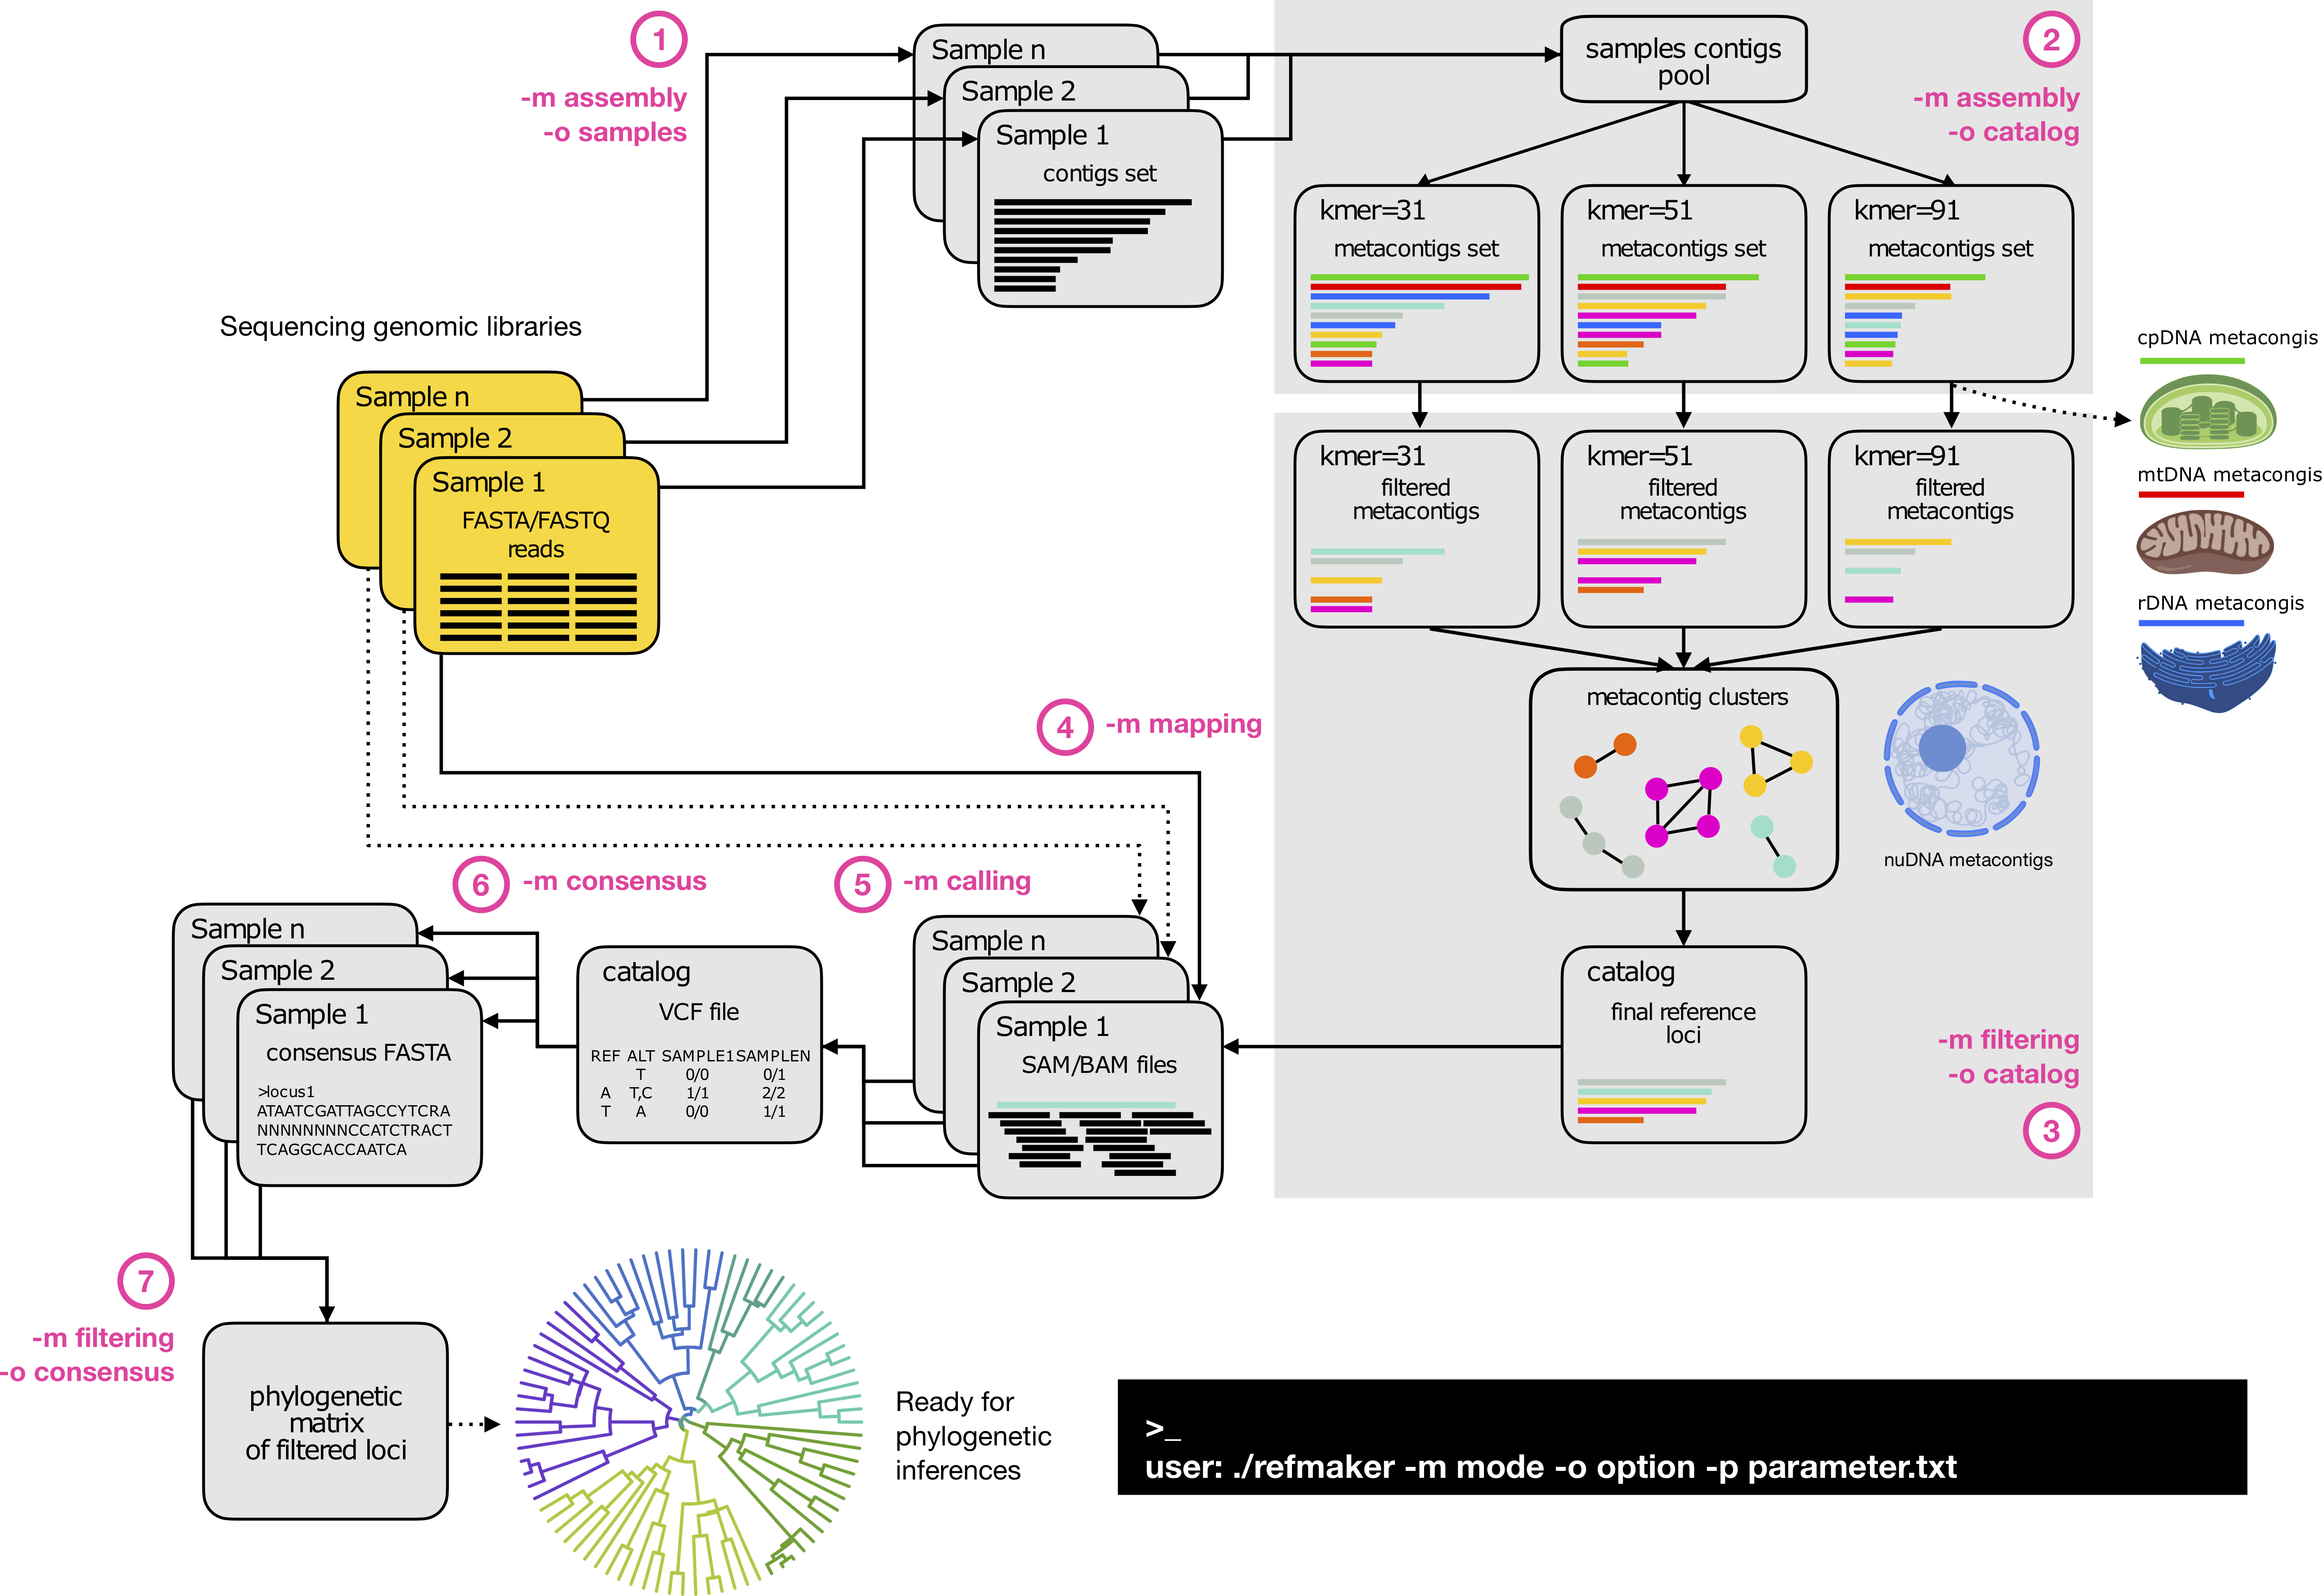 1
-m assembly
-o samples
Sample n
Sample 2
Sample 1
contigs set
samples contigs
pool
2
-m assembly
-o catalog
kmer=31
metacontigs set
kmer=51
metacontigs set
kmer=91
metacontigs set
Sequencing genomic libraries
Sample n
Sample 2
Sample 1
FASTA/FASTQ
reads
cpDNA metacongis
mtDNA metacongis
rDNA metacongis
kmer=31
filtered
metacontigs
kmer=51
filtered
metacontigs
kmer=91
filtered
metacontigs
metacontig clusters
nuDNA metacontigs
4
-m mapping
catalog
final reference
loci
-m filtering
-o catalog
3
5
-m calling
Sample n
Sample 2
Sample 1
SAM/BAM files
6
-m consensus
catalog
VCF file
REF ALT SAMPLE1SAMPLEN
T 0/0 0/1
A T,C 1/1 2/2
T A 0/0 1/1
Sample n
Sample 2
Sample 1
consensus FASTA
>locus1
ATAATCGATTAGCCYTCRA
NNNNNNNNCCATCTRACT
TCAGGCACCAATCA
7
-m filtering
-o consensus
phylogenetic
matrix
of filtered loci
Ready for
phylogenetic
inferences
>_
user: ./refmaker -m mode -o option -p parameter.txt